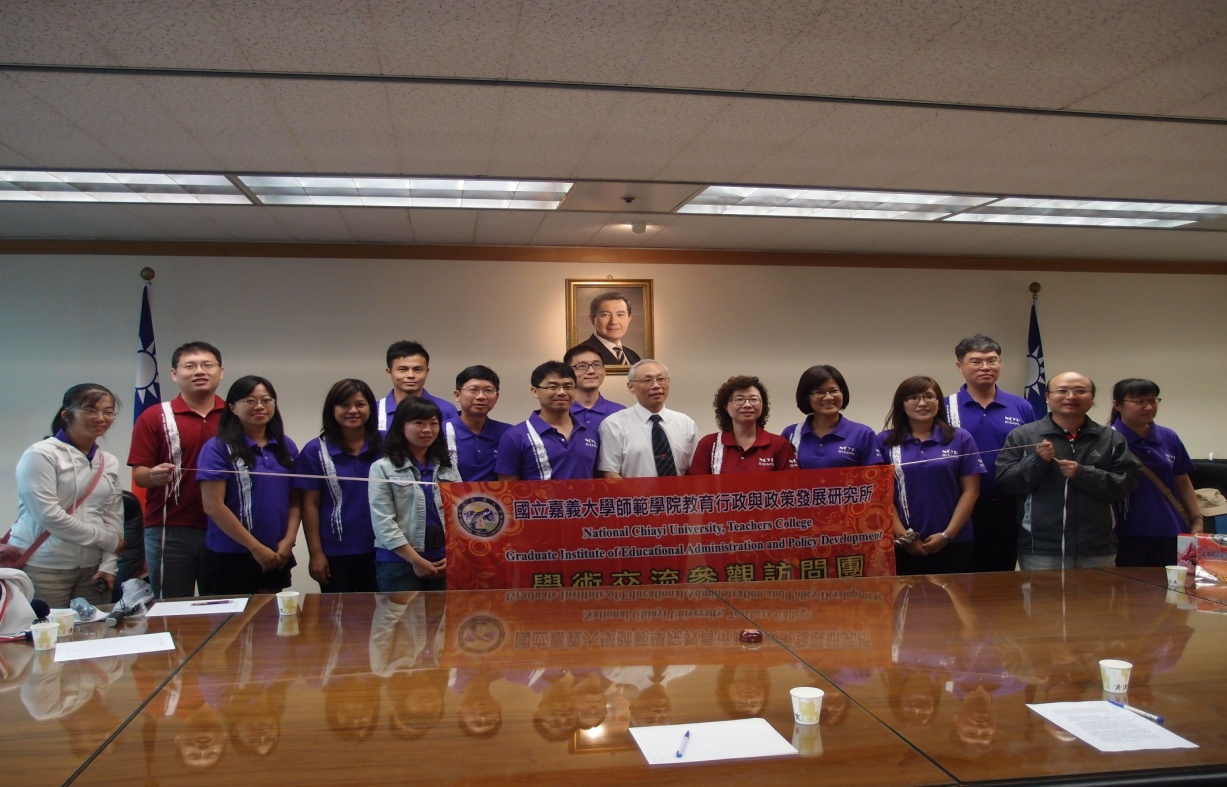 國立嘉義大學師範學院教育行政與政策發展研究所
National Chiayi University, Teachers College
Graduate Institute of Educational Administration and Policy Development
學術交流參觀訪問團